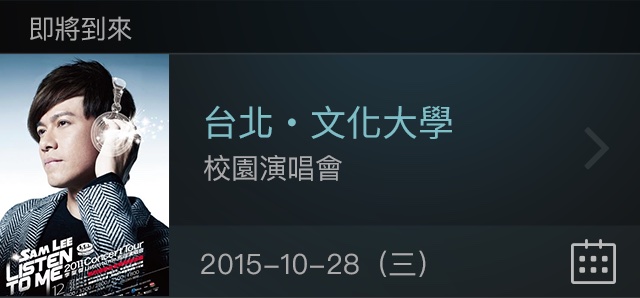 即將到來
台北・文化大學
校園演唱會
2015-10-28（三）
SAM LEE
LISTEN
TO ME
2011 Concert Tour
12